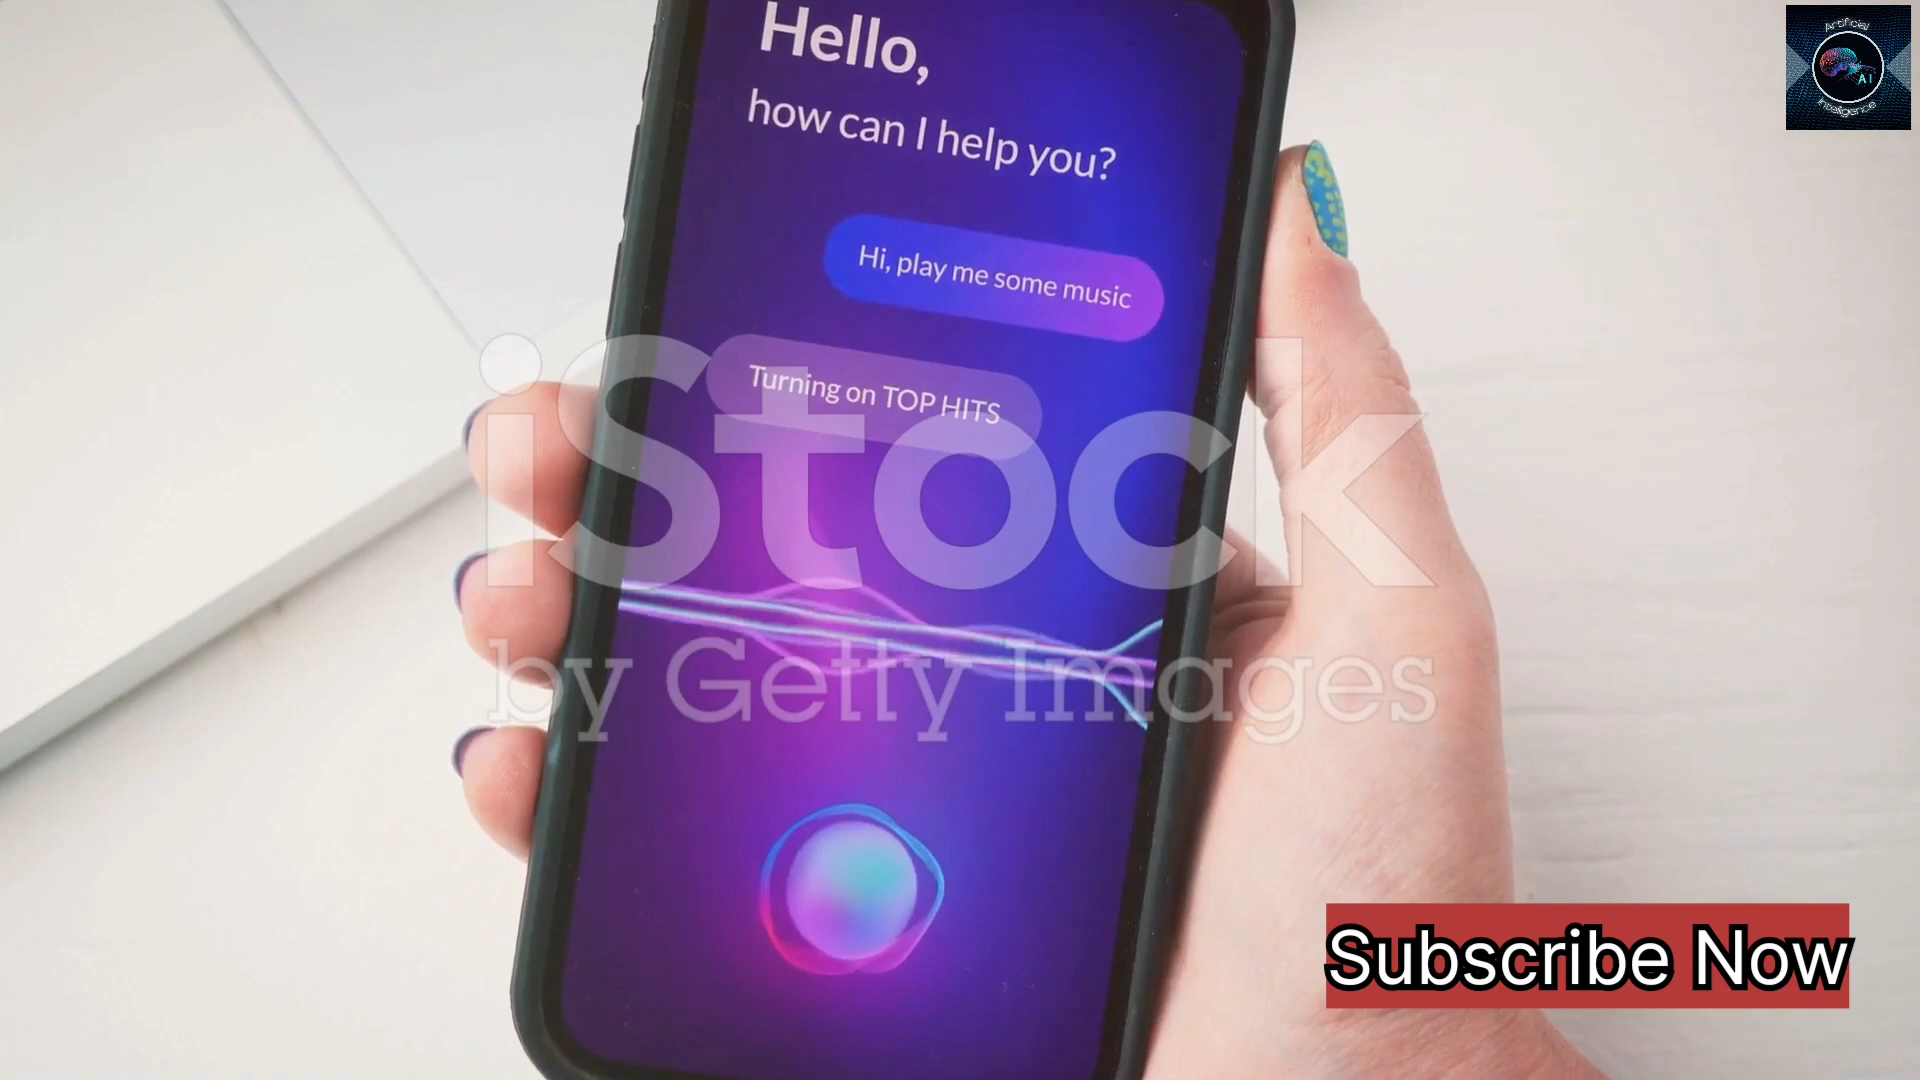 Artificial
AI
Intelligence
Hello,
how can I help you?
Hi, play me some music
Turning on TOP HITS
iStock
by Getty Images
Subscribe Now